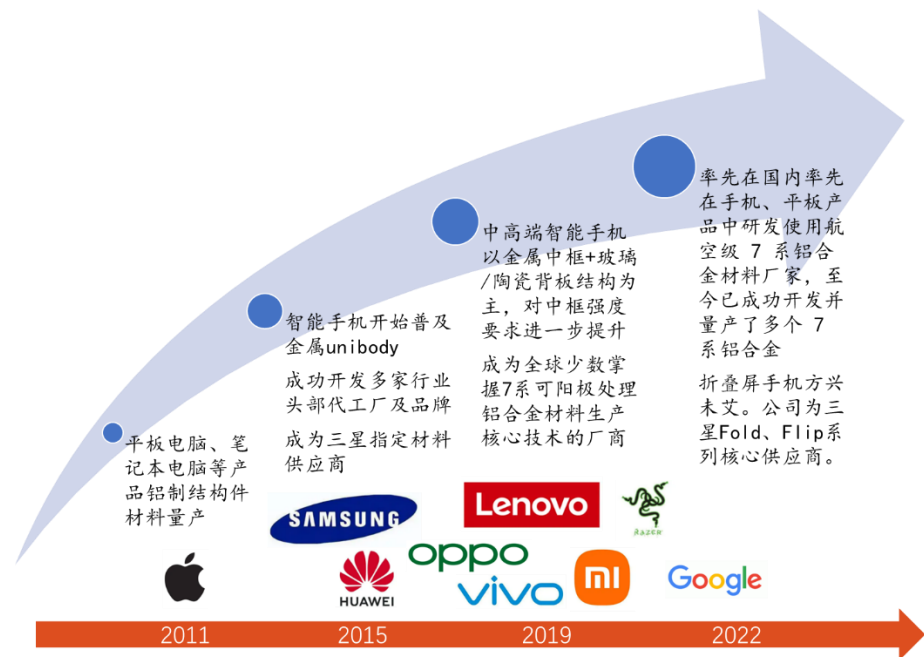 平板电脑、笔
记本电脑等产
品铝制结构件
材料量产
智能手机开始普及
金属unibody
成功开发多家行业
头部代工厂及品牌
成为三星指定材料
供应商
中高端智能手机
以金属中框+玻璃
/陶瓷背板结构为
主，对中框强度
要求进一步提升
成为全球少数掌
握7系可阳极处理
铝合金材料生产
核心技术的厂商
率先在国内率先
在手机、平板产
品中研发使用航
空级 7 系铝合
金材料厂家，至
今已成功开发并
量产了多个 7
系铝合金
折叠屏手机方兴
未艾。公司为三
星Fold、Flip系
列核心供应商。
SAMSUNG
Lenovo
RAZER
HUAWEI
oppo
vivo
mi
Google
2011
2015
2019
2022